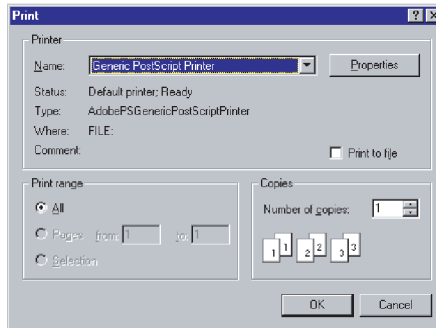 Print
Printer
Name: Generic PostScript Printer Properties
Status: Default printer; Ready
Type: AdobePSGenericPostScriptPrinter
Where: FILE:
Comment:
Print to file
Print range
All
Pages from: 1 to: 1
Selection
Copies
Number of copies: 1
1 1 2 2 3 3
OK Cancel